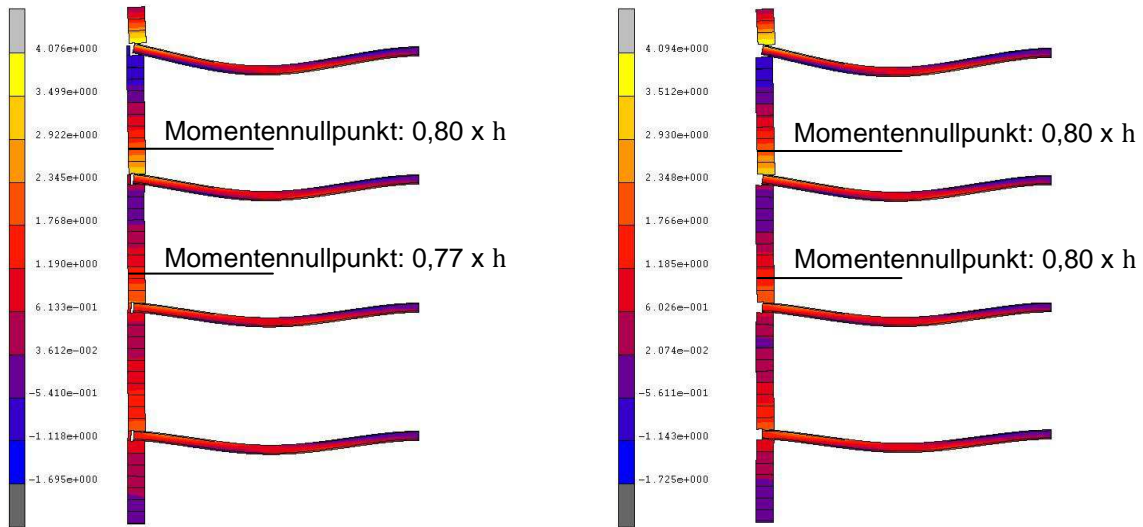 4.076e+000
3.499e+000
2.922e+000
2.345e+000
1.768e+000
1.190e+000
6.133e-001
3.612e-002
-5.410e-001
-1.118e+000
-1.695e+000
Momentennullpunkt: 0,80 x h
Momentennullpunkt: 0,77 x h
4.094e+000
3.512e+000
2.930e+000
2.348e+000
1.766e+000
1.185e+000
6.026e-001
2.074e-002
-5.611e-001
-1.143e+000
-1.725e+000
Momentennullpunkt: 0,80 x h
Momentennullpunkt: 0,80 x h